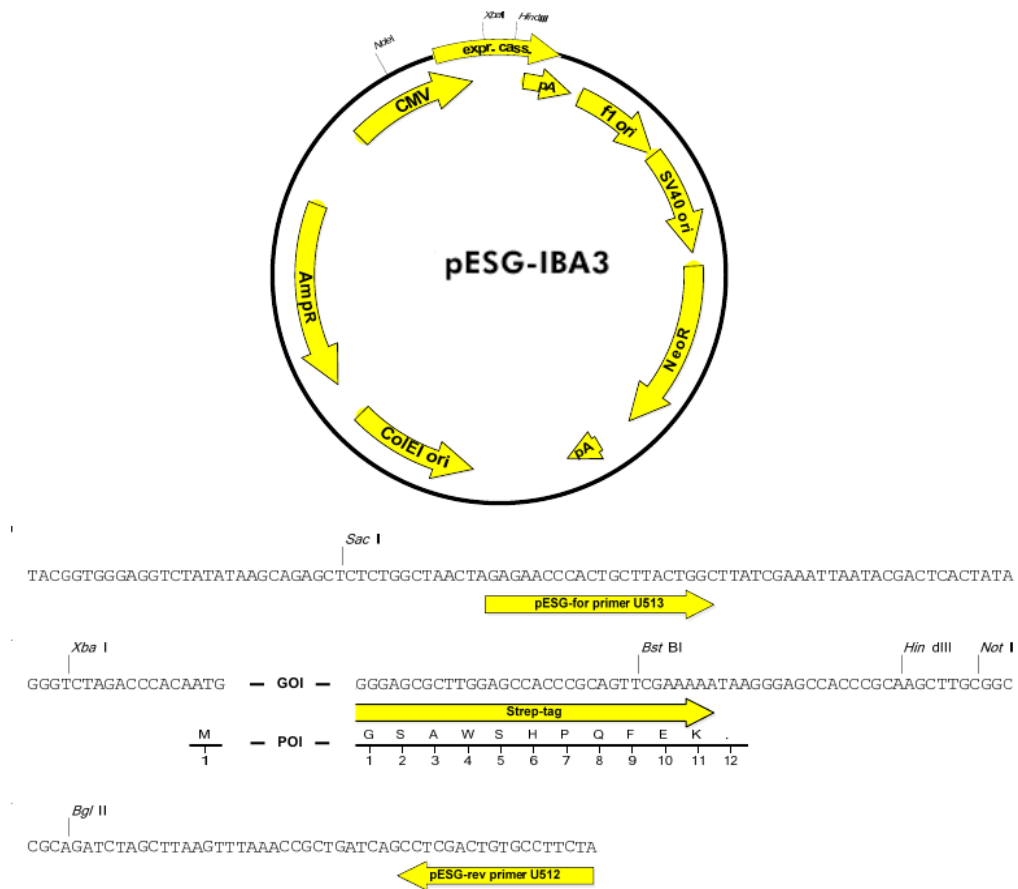 XbaI HindIII
NdeI
expr. cass.
CMV
pA
f1 ori
SV40 ori
pESG-IBA3
AmpR
NeoR
ColEI ori
pA
Sac I
TACGGTGGGAGGTCTATATAAGCAGAGCTCTCTGGCTAACTAGAGAACCCACTGCTTACTGGCTTATCGAAATTAATACGACTCACTATA
pESG-for primer U513
Xba I Bst BI Hin dIII Not I
GGGTCTAGACCCACAATG — GOI — GGGAGCGCTTGGAGCCACCCGCAGTTCGAAAAATAAGGGAGCCACCCGCAAGCTTGCGGC
Strep-tag
M — POI — G S A W S H P Q F E K .
1 1 2 3 4 5 6 7 8 9 10 11 12
Bgl II
CGCAGATCTAGCTTAAGTTTAAACCGCTGATCAGCCTCGACTGTGCCTTCTA
pESG-rev primer U512